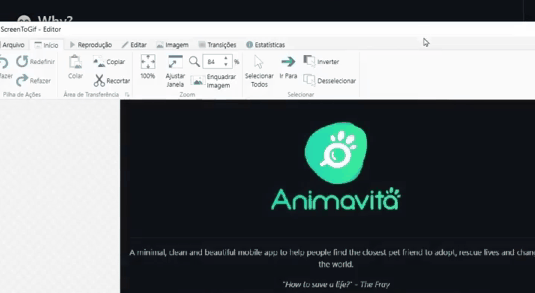 Why?
ScreenToGif - Editor
Arquivo Início Reprodução Editar Imagem Transições Estatísticas
Redefinir Copiar 84 % Inverter
Refazer Colar Recortar 100% Ajustar Janela Enquadrar Imagem Selecionar Todos Ir Para Desselecionar
Pilha de Ações Área de Transferência Zoom Selecionar
Animavita
A minimal, clean and beautiful mobile app to help people find the closest pet friend to adopt, rescue lives and
the world.
"How to save a life?" - The Fray